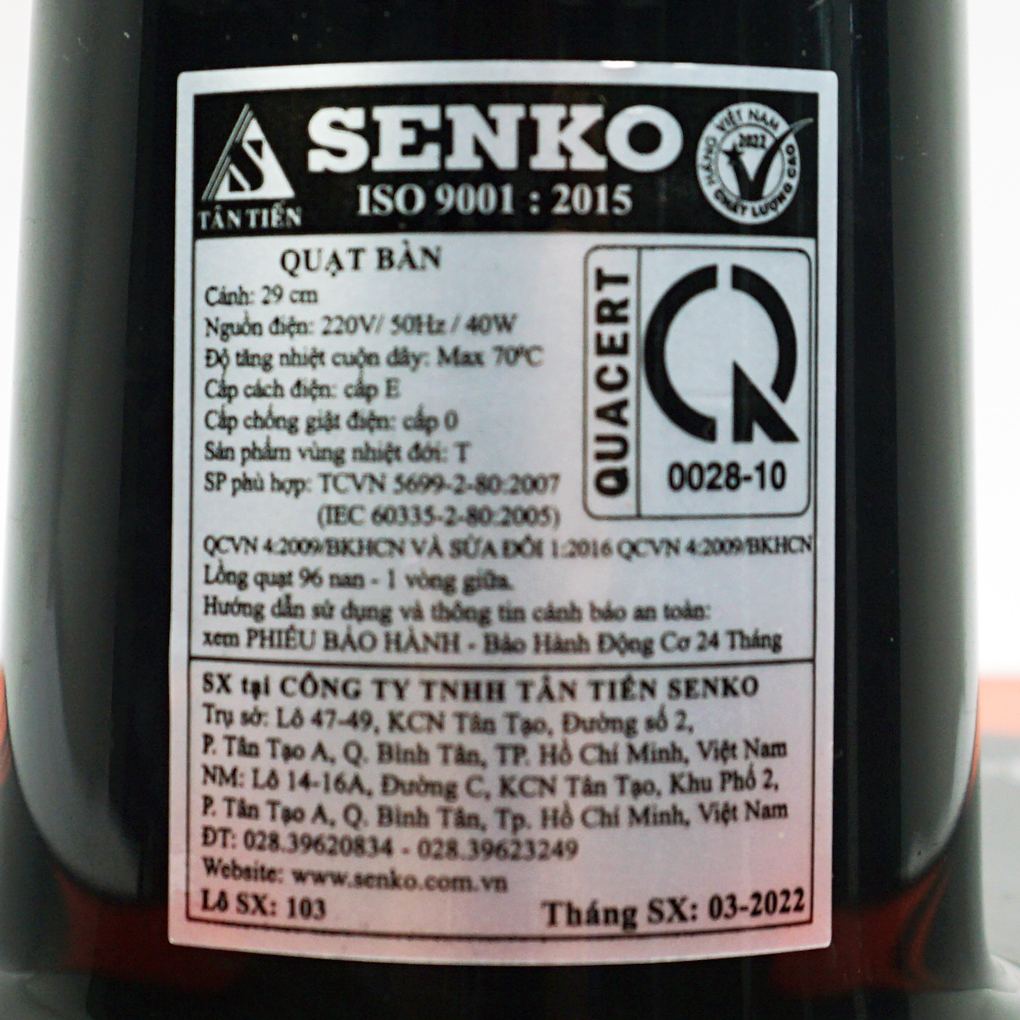 SENKO
ISO 9001 : 2015
TÂN TIẾN
HÀNG VIỆT NAM
2022
CHẤT LƯỢNG CAO
QUẠT BÀN
Cánh: 29 cm
Nguồn điện: 220V/ 50Hz / 40W
Độ tăng nhiệt cuộn dây: Max 70°C
Cấp cách điện: cấp E
Cấp chống giật điện: cấp 0
Sản phẩm vùng nhiệt đới: T
SP phù hợp: TCVN 5699-2-80:2007
(IEC 60335-2-80:2005)
QUACERT
0028-10
QCVN 4:2009/BKHCN VÀ SỬA ĐỔI 1:2016 QCVN 4:2009/BKHCN
Lồng quạt 96 nan - 1 vòng giữa.
Hướng dẫn sử dụng và thông tin cảnh báo an toàn:
xem PHIẾU BẢO HÀNH - Bảo Hành Động Cơ 24 Tháng
SX tại CÔNG TY TNHH TÂN TIẾN SENKO
Trụ sở: Lô 47-49, KCN Tân Tạo, Đường số 2,
P. Tân Tạo A, Q. Bình Tân, TP. Hồ Chí Minh, Việt Nam
NM: Lô 14-16A, Đường C, KCN Tân Tạo, Khu Phố 2,
P. Tân Tạo A, Q. Bình Tân, Tp. Hồ Chí Minh, Việt Nam
ĐT: 028.39620834 - 028.39623249
Website: www.senko.com.vn
Lô SX: 103
Tháng SX: 03-2022